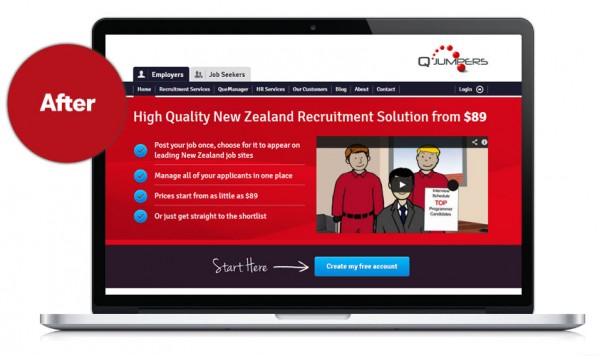 After
Q JUMPERS
Employers Job Seekers
Home Recruitment Services QueManager HR Services Our Customers Blog About Contact Login
High Quality New Zealand Recruitment Solution from $89
Post your job once, choose for it to appear on
leading New Zealand job sites
Manage all of your applicants in one place
Prices start from as little as $89
Or just get straight to the shortlist
Interview
Schedule
TOP
Programmer
Candidates
Start Here
Create my free account